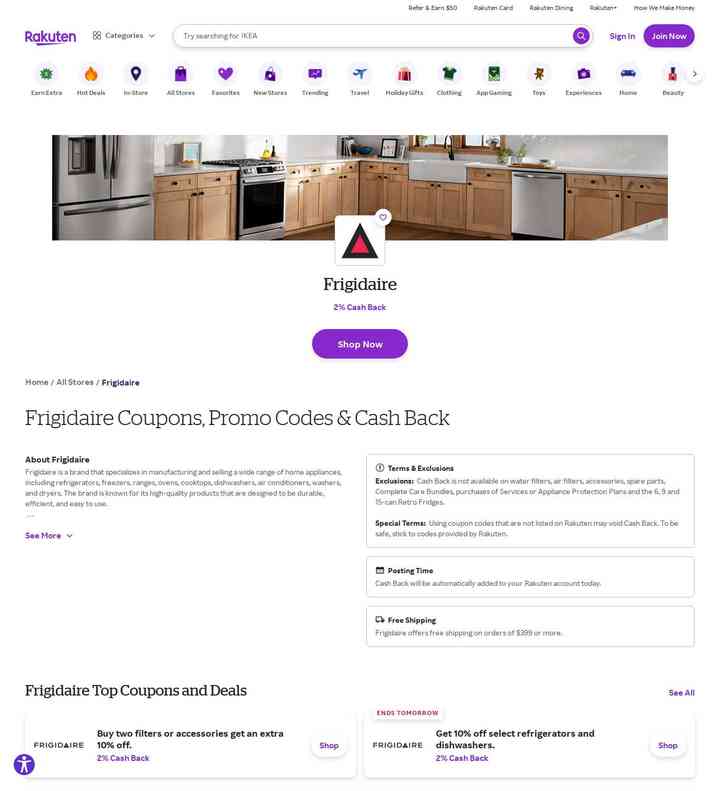 Refer & Earn $50 Rakuten Card Rakuten Dining Rakuten+ How We Make Money
Rakuten Categories Try searching for IKEA Sign In Join Now
Earn Extra Hot Deals In-Store All Stores Favorites New Stores Trending Travel Holiday Gifts Clothing App Gaming Toys Experiences Home Beauty
Frigidaire
2% Cash Back
Shop Now
Home / All Stores / Frigidaire
Frigidaire Coupons, Promo Codes & Cash Back
About Frigidaire
Frigidaire is a brand that specializes in manufacturing and selling a wide range of home appliances,
including refrigerators, freezers, ranges, ovens, cooktops, dishwashers, air conditioners, washers,
and dryers. The brand is known for its high-quality products that are designed to be durable,
efficient, and easy to use.
...
See More
Terms & Exclusions
Exclusions: Cash Back is not available on water filters, air filters, accessories, spare parts,
Complete Care Bundles, purchases of Services or Appliance Protection Plans and the 6, 9 and
15-can Retro Fridges.
Special Terms: Using coupon codes that are not listed on Rakuten may void Cash Back. To be
safe, stick to codes provided by Rakuten.
Posting Time
Cash Back will be automatically added to your Rakuten account today.
Free Shipping
Frigidaire offers free shipping on orders of $399 or more.
Frigidaire Top Coupons and Deals
See All
FRIGIDAIRE
Buy two filters or accessories get an extra
10% off.
2% Cash Back
Shop
ENDS TOMORROW
FRIGIDAIRE
Get 10% off select refrigerators and
dishwashers.
2% Cash Back
Shop